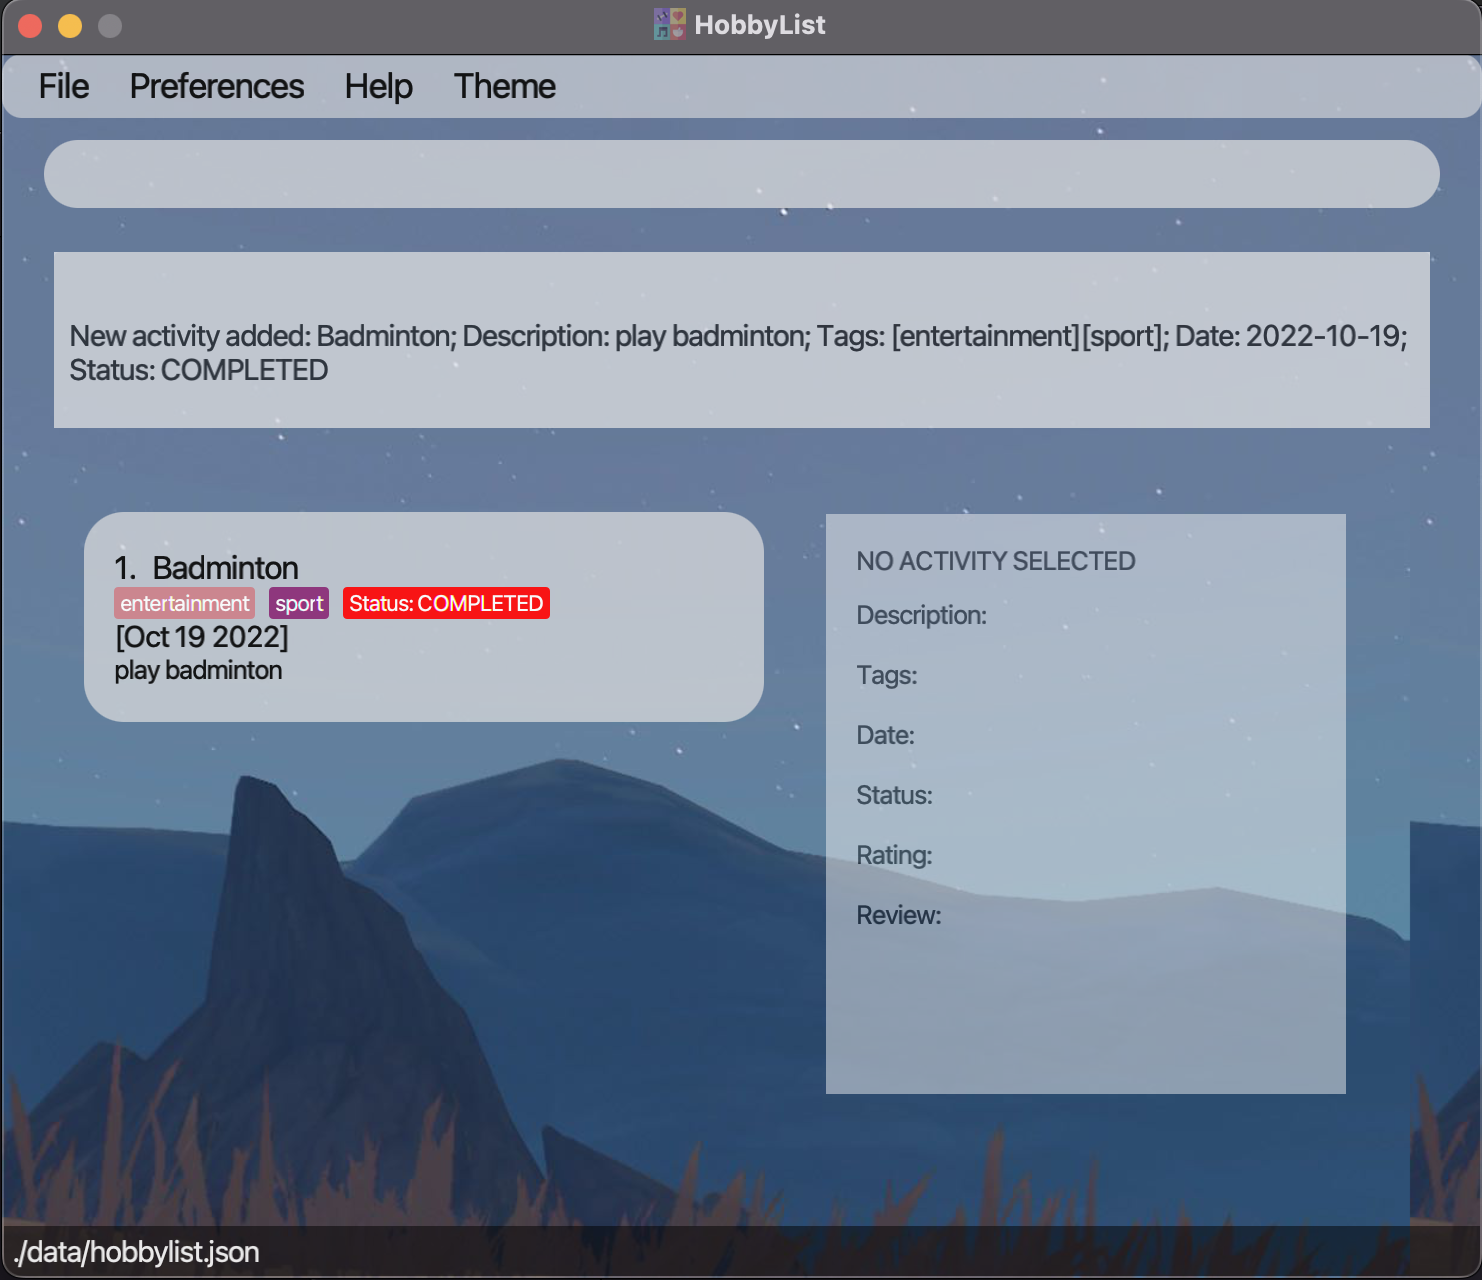 HobbyList
File Preferences Help Theme
New activity added: Badminton; Description: play badminton; Tags: [entertainment][sport]; Date: 2022-10-19;
Status: COMPLETED
1. Badminton
entertainment sport Status: COMPLETED
[Oct 19 2022]
play badminton
NO ACTIVITY SELECTED
Description:
Tags:
Date:
Status:
Rating:
Review:
./data/hobbylist.json